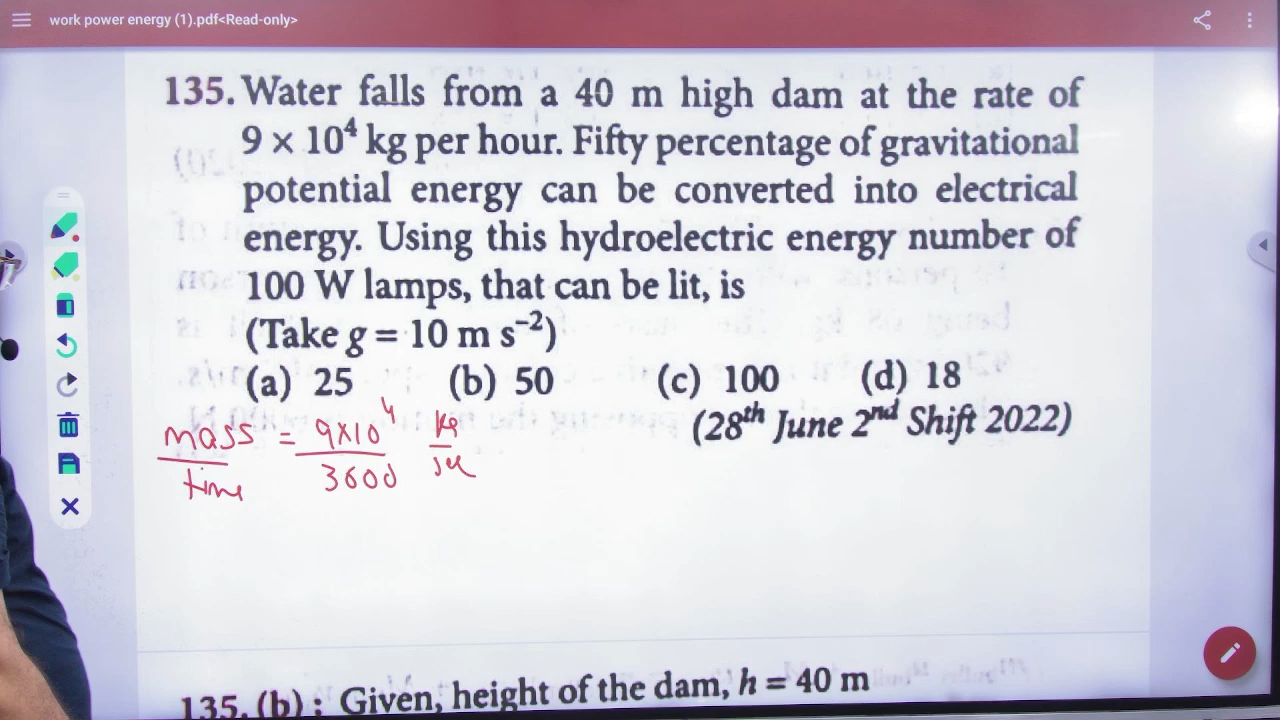 work power energy (1).pdf<Read-only>
135. Water falls from a 40 m high dam at the rate of
9 × 10⁴ kg per hour. Fifty percentage of gravitational
potential energy can be converted into electrical
energy. Using this hydroelectric energy number of
100 W lamps, that can be lit, is
(Take g = 10 m s⁻²)
(a) 25 (b) 50 (c) 100 (d) 18
(28th June 2nd Shift 2022)
mass = 9×10⁴ kg
time 3600 sec
135. (b) : Given, height of the dam, h = 40 m